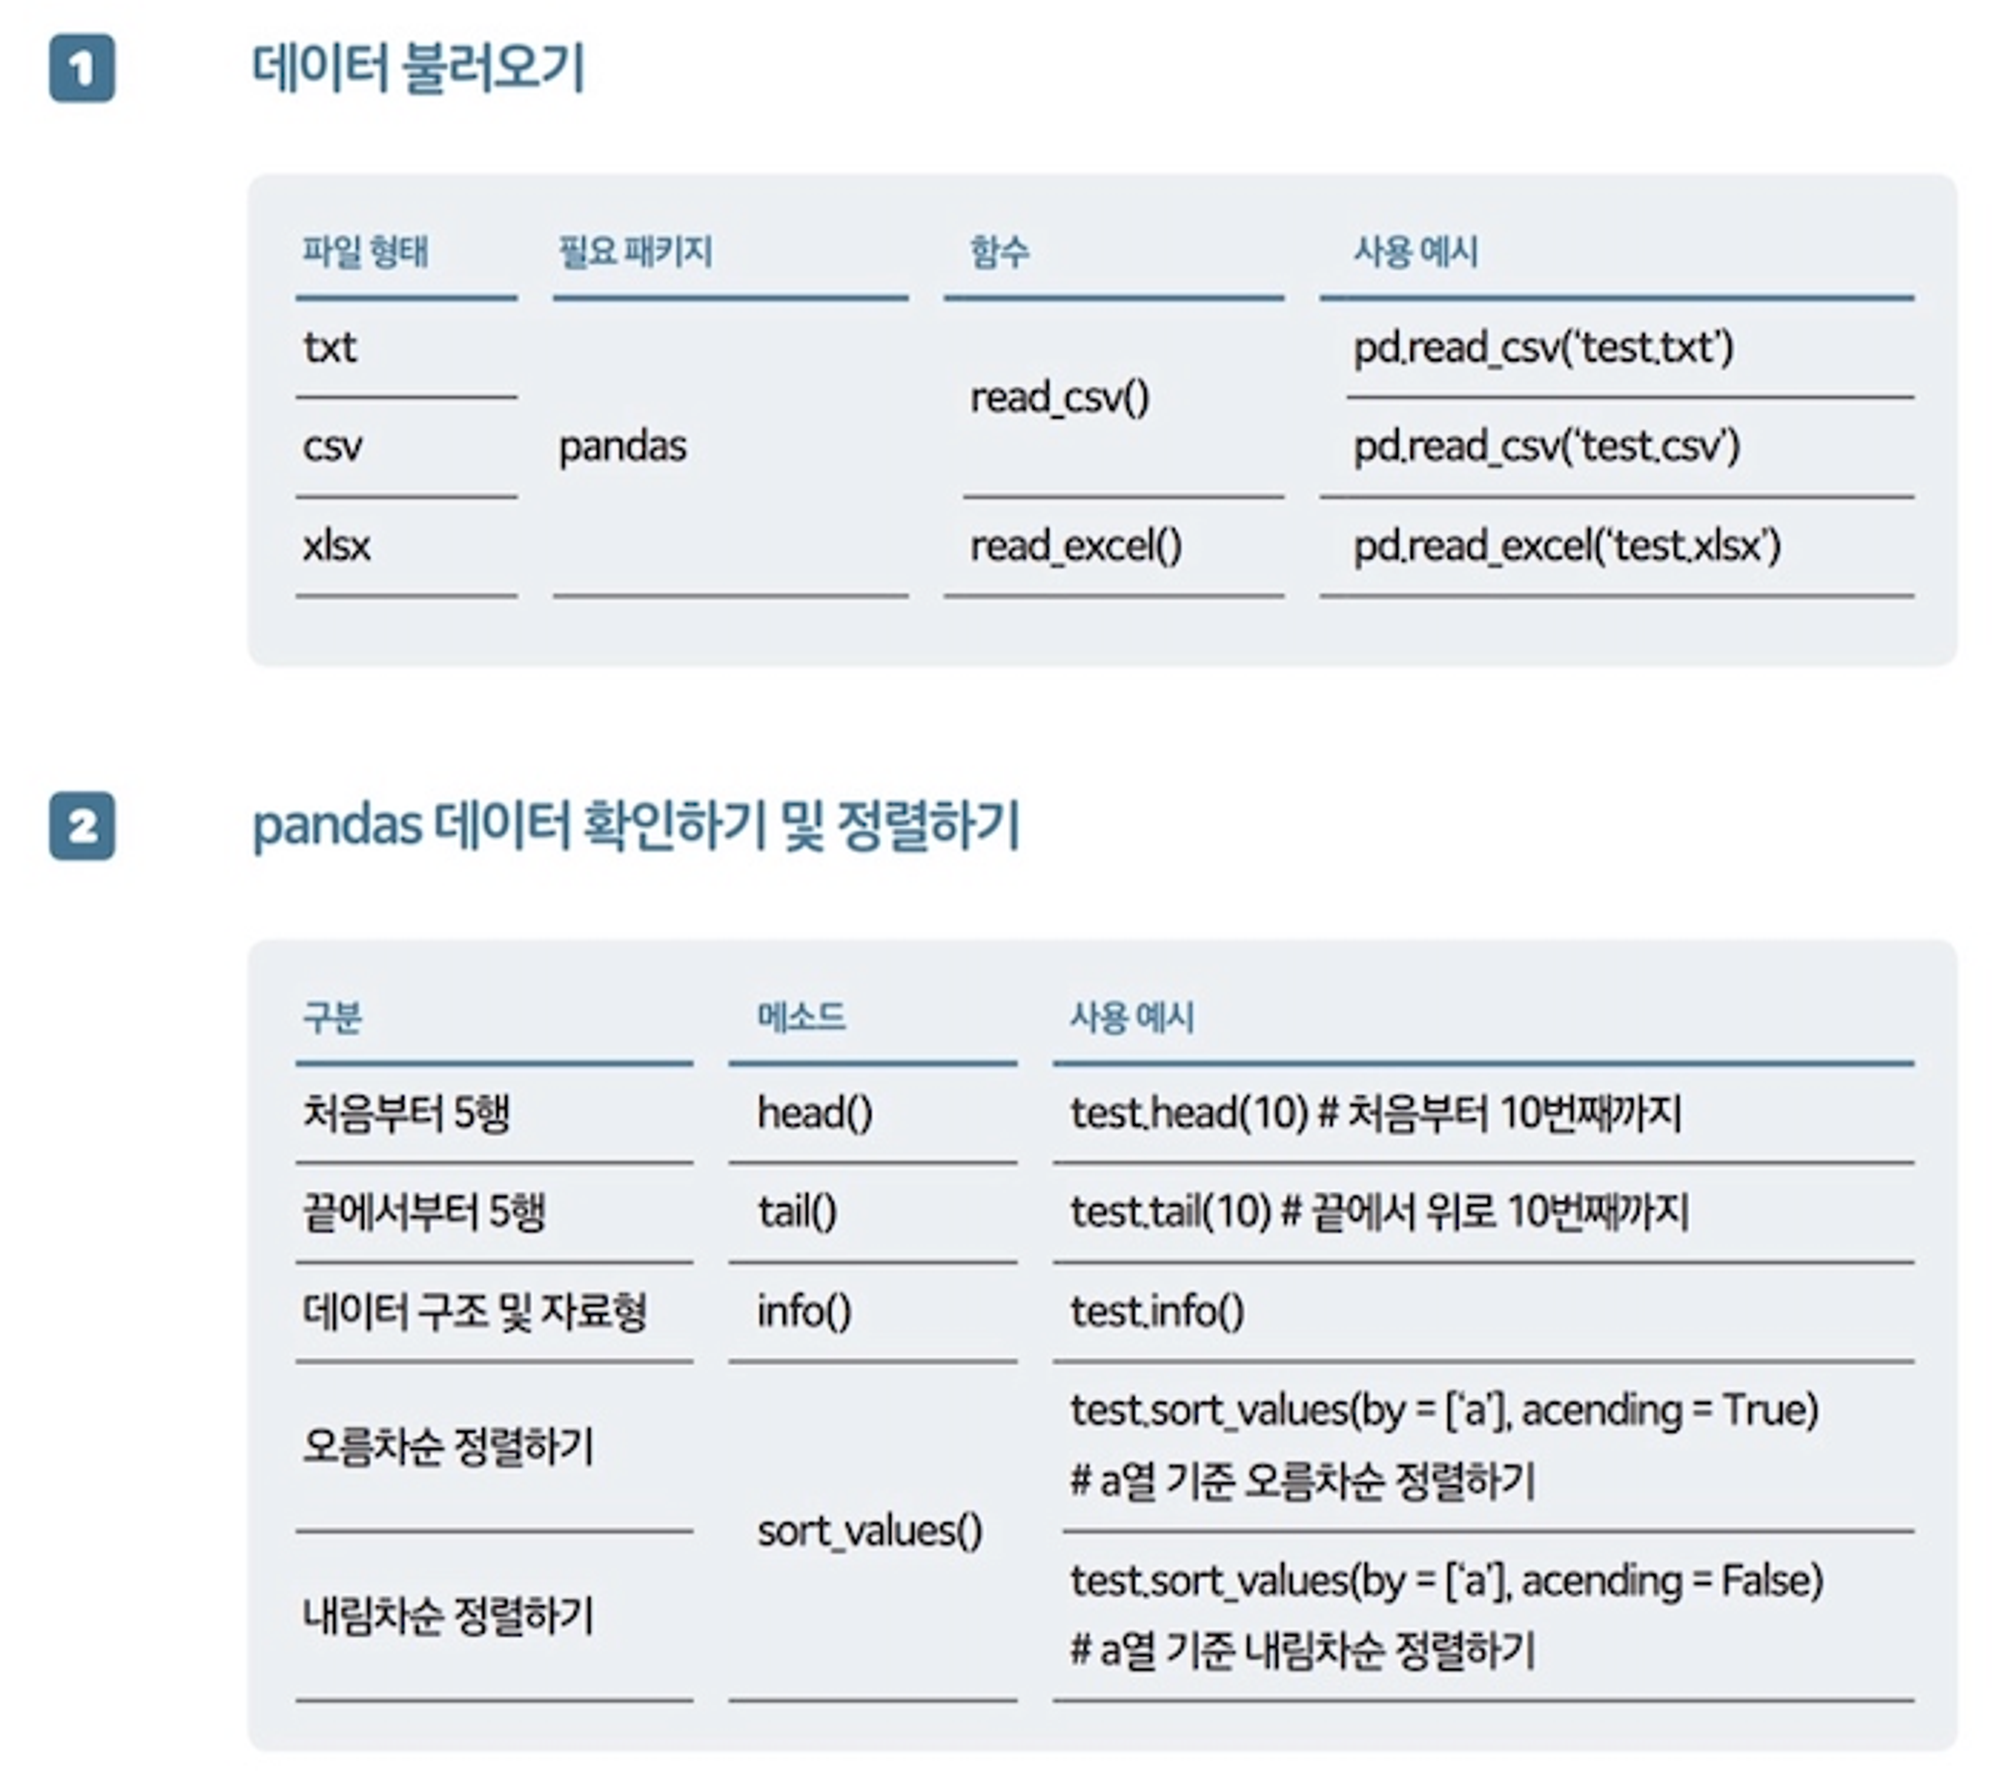 1 데이터 불러오기
파일 형태 필요 패키지 함수 사용 예시
txt pandas read_csv() pd.read_csv(‘test.txt’)
csv pd.read_csv(‘test.csv’)
xlsx read_excel() pd.read_excel(‘test.xlsx’)
2 pandas 데이터 확인하기 및 정렬하기
구분 메소드 사용 예시
처음부터 5행 head() test.head(10) # 처음부터 10번째까지
끝에서부터 5행 tail() test.tail(10) # 끝에서 위로 10번째까지
데이터 구조 및 자료형 info() test.info()
오름차순 정렬하기 sort_values() test.sort_values(by = [‘a’], acending = True)
# a열 기준 오름차순 정렬하기
내림차순 정렬하기 test.sort_values(by = [‘a’], acending = False)
# a열 기준 내림차순 정렬하기